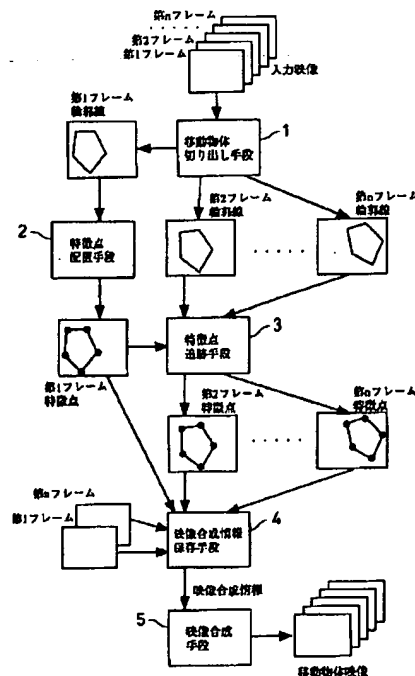 第nフレーム
第2フレーム
第1フレーム
入力映像
第1フレーム
輪郭線
1
移動物体
切り出し手段
第2フレーム
輪郭線
第nフレーム
輪郭線
2
特徴点
配置手段
3
特徴点
追跡手段
第1フレーム
特徴点
第2フレーム
特徴点
第nフレーム
特徴点
第nフレーム
第1フレーム
4
映像合成情報
保存手段
映像合成情報
5
映像合成
手段
移動物体映像